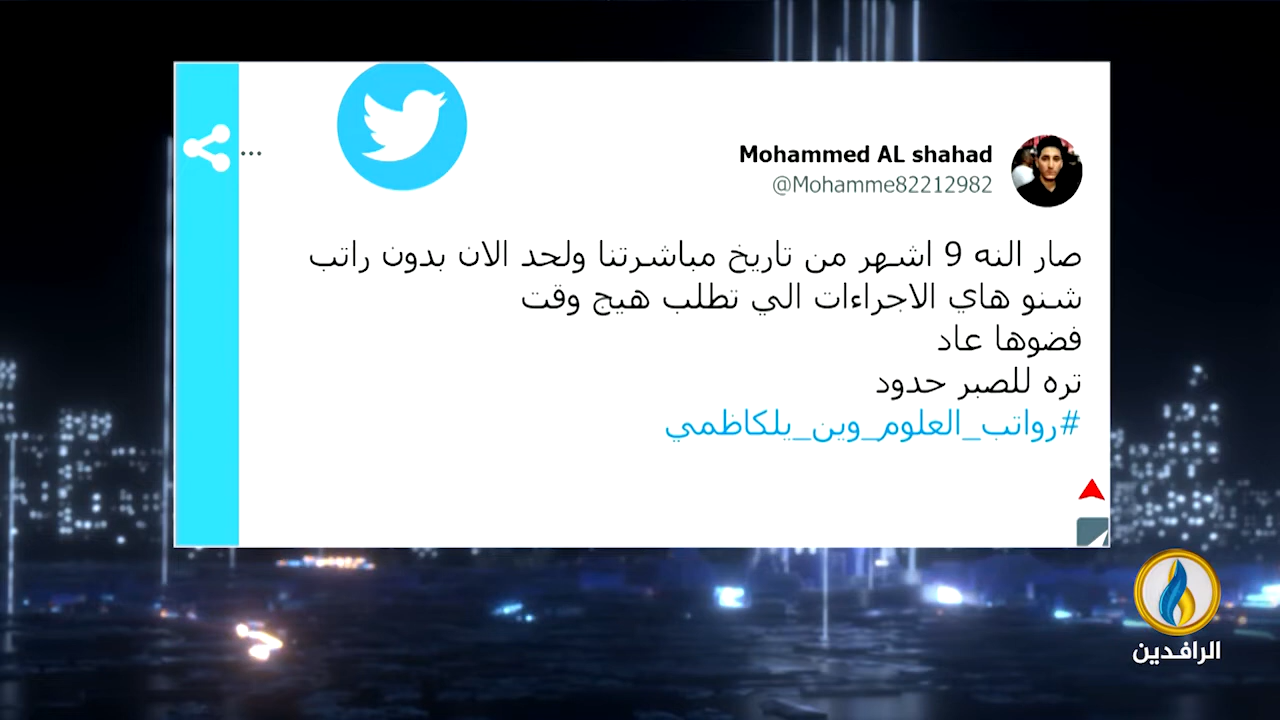 Mohammed AL shahad
@Mohamme82212982
صار النه 9 اشهر من تاريخ مباشرتنا ولحد الان بدون راتب
شنو هاي الاجراءات الي تطلب هيج وقت
فضوها عاد
تره للصبر حدود
#رواتب_العلوم_وين_يلكاظمي
الرافدين